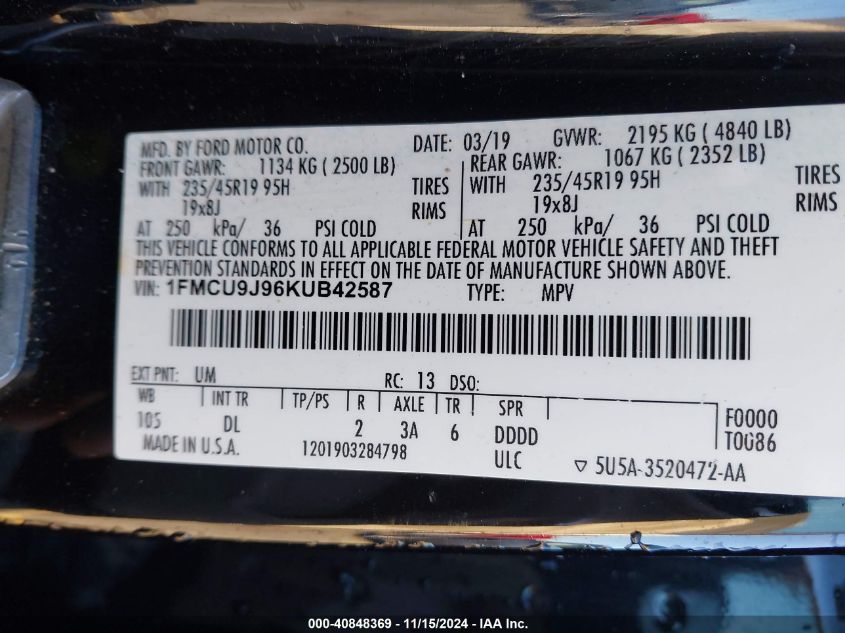 MFD. BY FORD MOTOR CO. DATE: 03/19 GVWR: 2195 KG ( 4840 LB)
FRONT GAWR: 1134 KG ( 2500 LB) REAR GAWR: 1067 KG ( 2352 LB)
WITH 235/45R19 95H TIRES WITH 235/45R19 95H TIRES
19x8J RIMS 19x8J RIMS
AT 250 kPa/ 36 PSI COLD AT 250 kPa/ 36 PSI COLD
THIS VEHICLE CONFORMS TO ALL APPLICABLE FEDERAL MOTOR VEHICLE SAFETY AND THEFT
PREVENTION STANDARDS IN EFFECT ON THE DATE OF MANUFACTURE SHOWN ABOVE.
VIN: 1FMCU9J96KUB42587 TYPE: MPV
EXT PNT: UM RC: 13 DSO:
WB INT TR TP/PS R AXLE TR SPR F0000
105 DL 2 3A 6 DDDD T0086
MADE IN U.S.A. 1201903284798 ULC ▽ 5U5A-3520472-AA
000-40848369 - 11/15/2024 - IAA Inc.